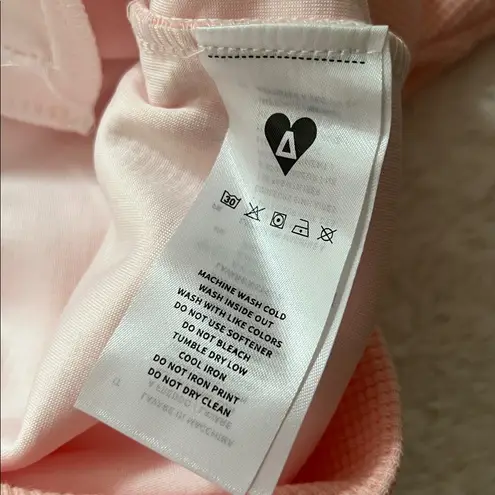 Δ
30
MACHINE WASH COLD
WASH INSIDE OUT
WASH WITH LIKE COLORS
DO NOT USE SOFTENER
DO NOT BLEACH
TUMBLE DRY LOW
COOL IRON
DO NOT IRON PRINT
DO NOT DRY CLEAN